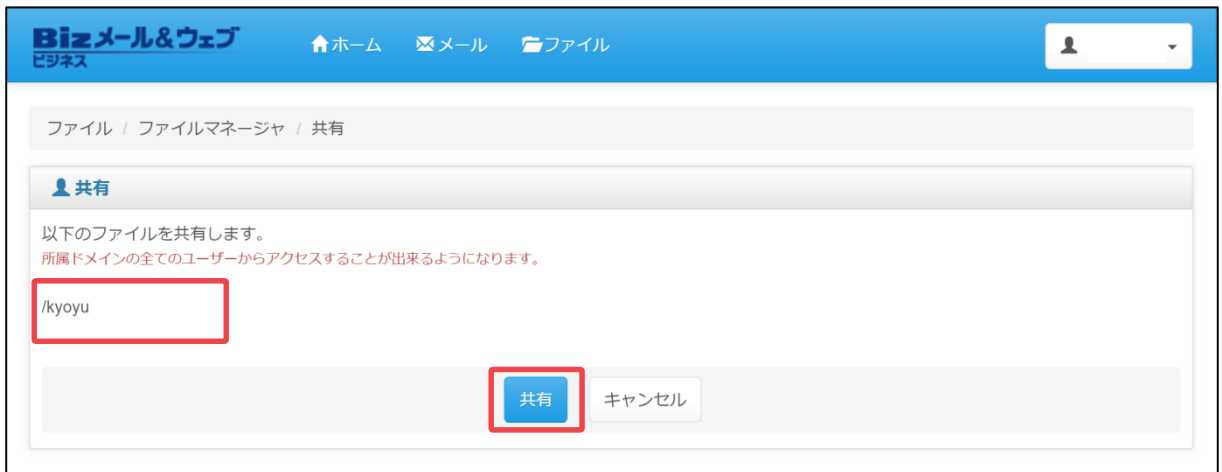 Bizメール&ウェブ
ビジネス
ホーム メール ファイル
ファイル / ファイルマネージャ / 共有
共有
以下のファイルを共有します。
所属ドメインの全てのユーザーからアクセスすることが出来るようになります。
/kyoyu
共有 キャンセル